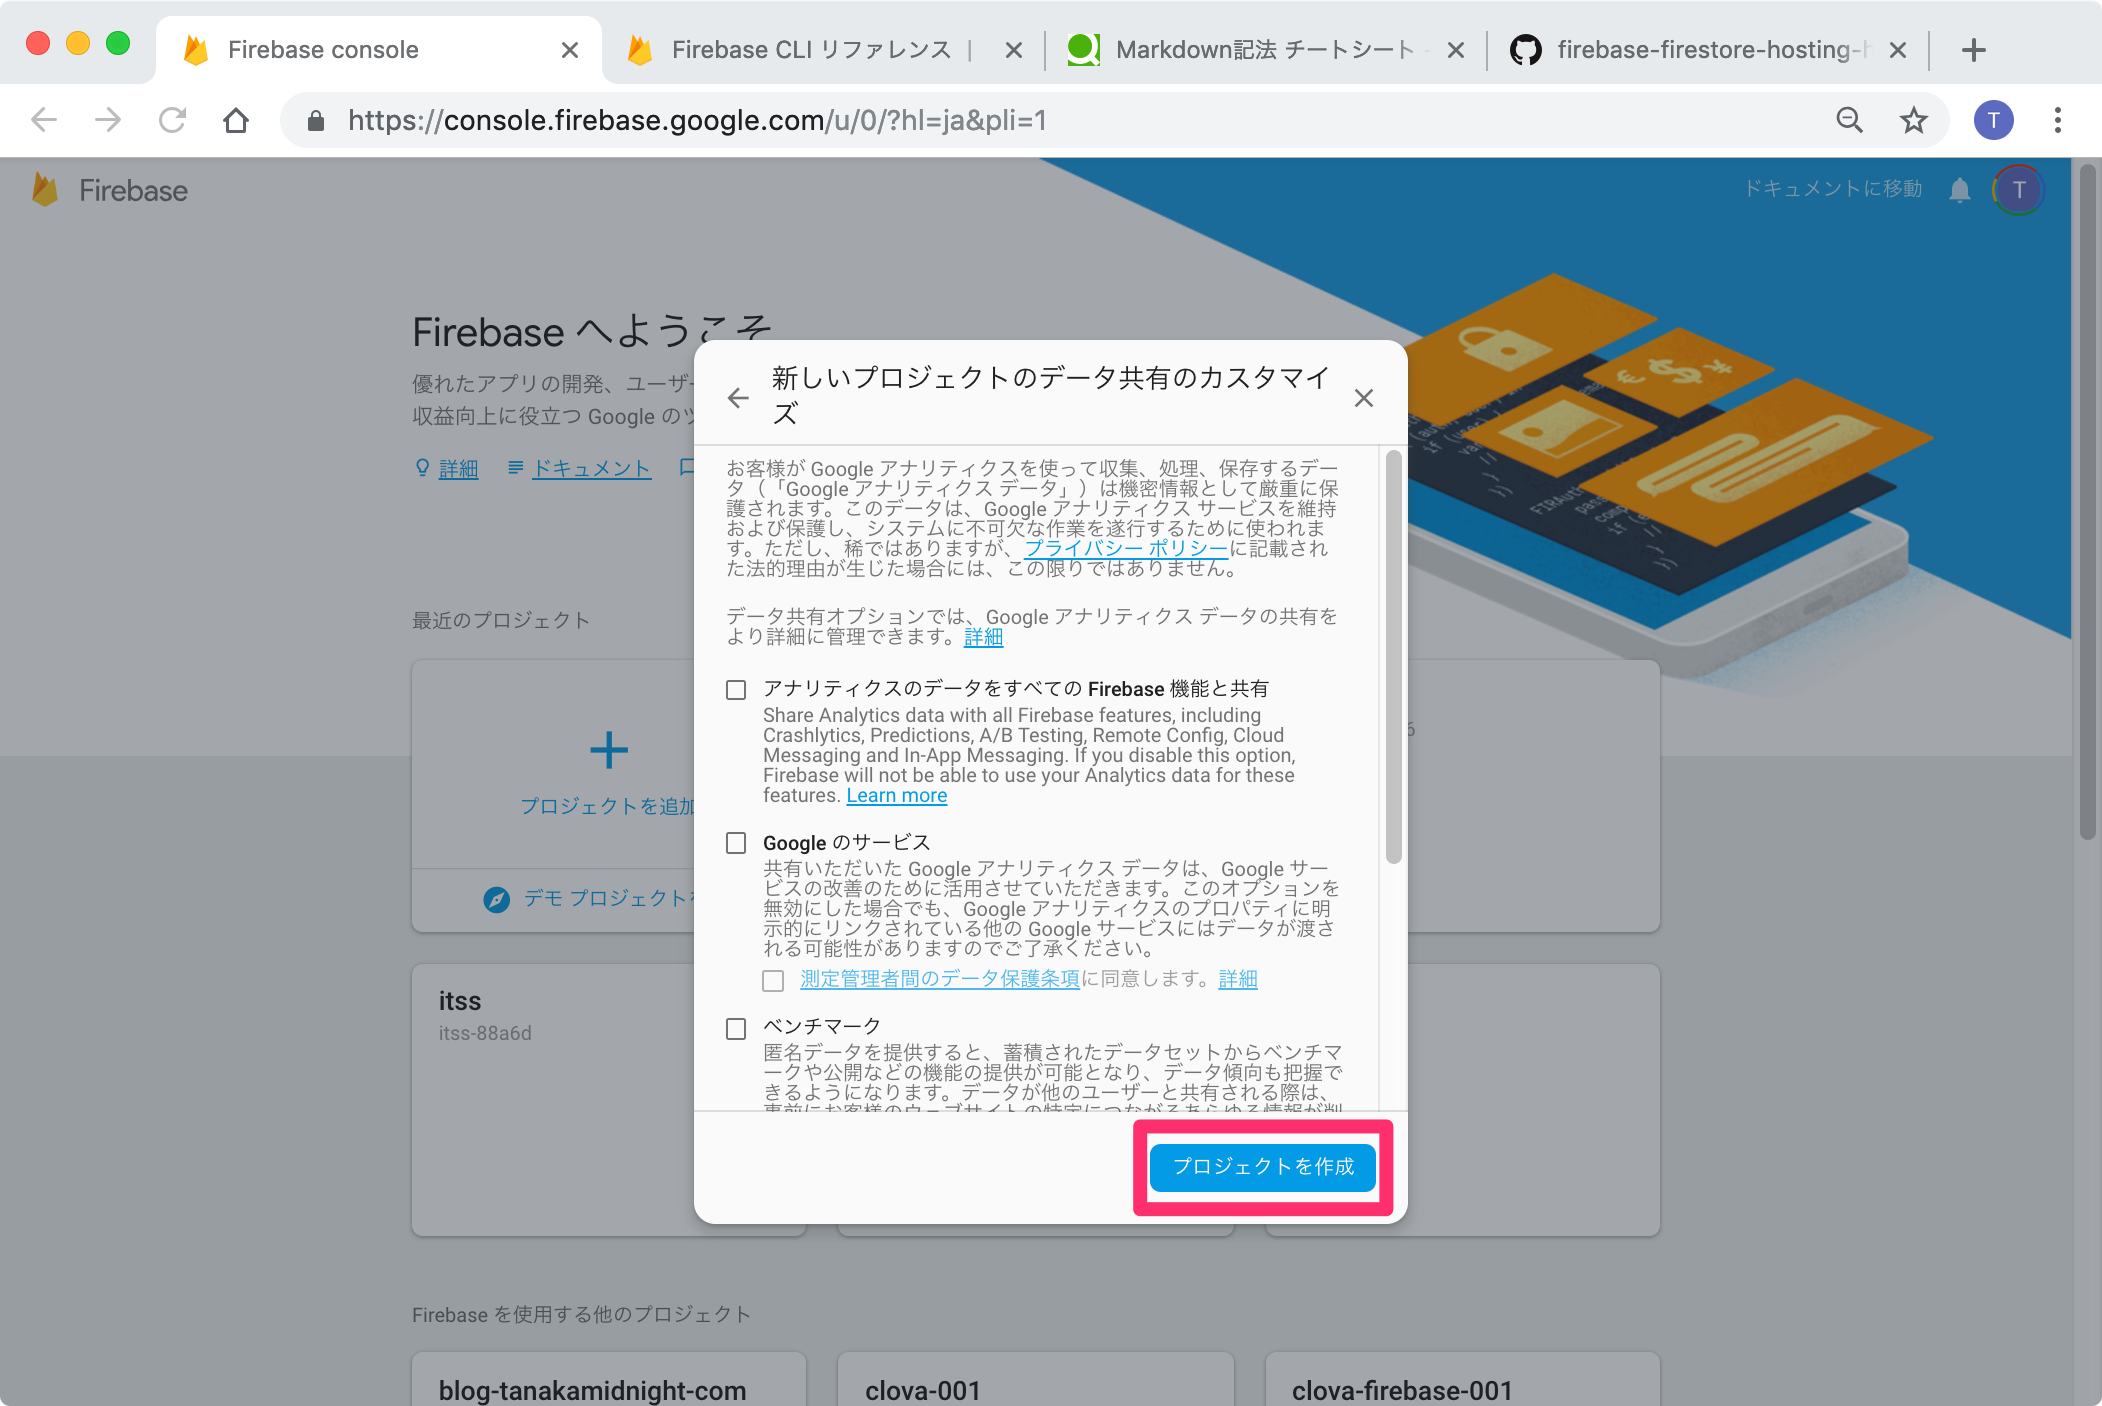 Firebase console
Firebase CLI リファレンス |
Markdown記法 チートシート -
firebase-firestore-hosting-h
https://console.firebase.google.com/u/0/?hl=ja&pli=1
T
Firebase
ドキュメントに移動
T
Firebase へようこそ
優れたアプリの開発、ユーザー
収益向上に役立つ Google のツ
詳細
ドキュメント
最近のプロジェクト
プロジェクトを追加
デモ プロジェクトを
itss
itss-88a6d
Firebase を使用する他のプロジェクト
blog-tanakamidnight-com
clova-001
clova-firebase-001
新しいプロジェクトのデータ共有のカスタマイ
ズ
お客様が Google アナリティクスを使って収集、処理、保存するデー
タ（「Google アナリティクス データ」）は機密情報として厳重に保
護されます。このデータは、Google アナリティクス サービスを維持
および保護し、システムに不可欠な作業を遂行するために使われま
す。ただし、稀ではありますが、プライバシー ポリシーに記載され
た法的理由が生じた場合には、この限りではありません。
データ共有オプションでは、Google アナリティクス データの共有を
より詳細に管理できます。詳細
アナリティクスのデータをすべての Firebase 機能と共有
Share Analytics data with all Firebase features, including
Crashlytics, Predictions, A/B Testing, Remote Config, Cloud
Messaging and In-App Messaging. If you disable this option,
Firebase will not be able to use your Analytics data for these
features. Learn more
Google のサービス
共有いただいた Google アナリティクス データは、Google サー
ビスの改善のために活用させていただきます。このオプションを
無効にした場合でも、Google アナリティクスのプロパティに明
示的にリンクされている他の Google サービスにはデータが渡さ
れる可能性がありますのでご了承ください。
測定管理者間のデータ保護条項に同意します。詳細
ベンチマーク
匿名データを提供すると、蓄積されたデータセットからベンチマ
ークや公開などの機能の提供が可能となり、データ傾向も把握で
きるようになります。データが他のユーザーと共有される際は、
事前にお客様のウェブサイトの特定につながるあらゆる情報が削
プロジェクトを作成